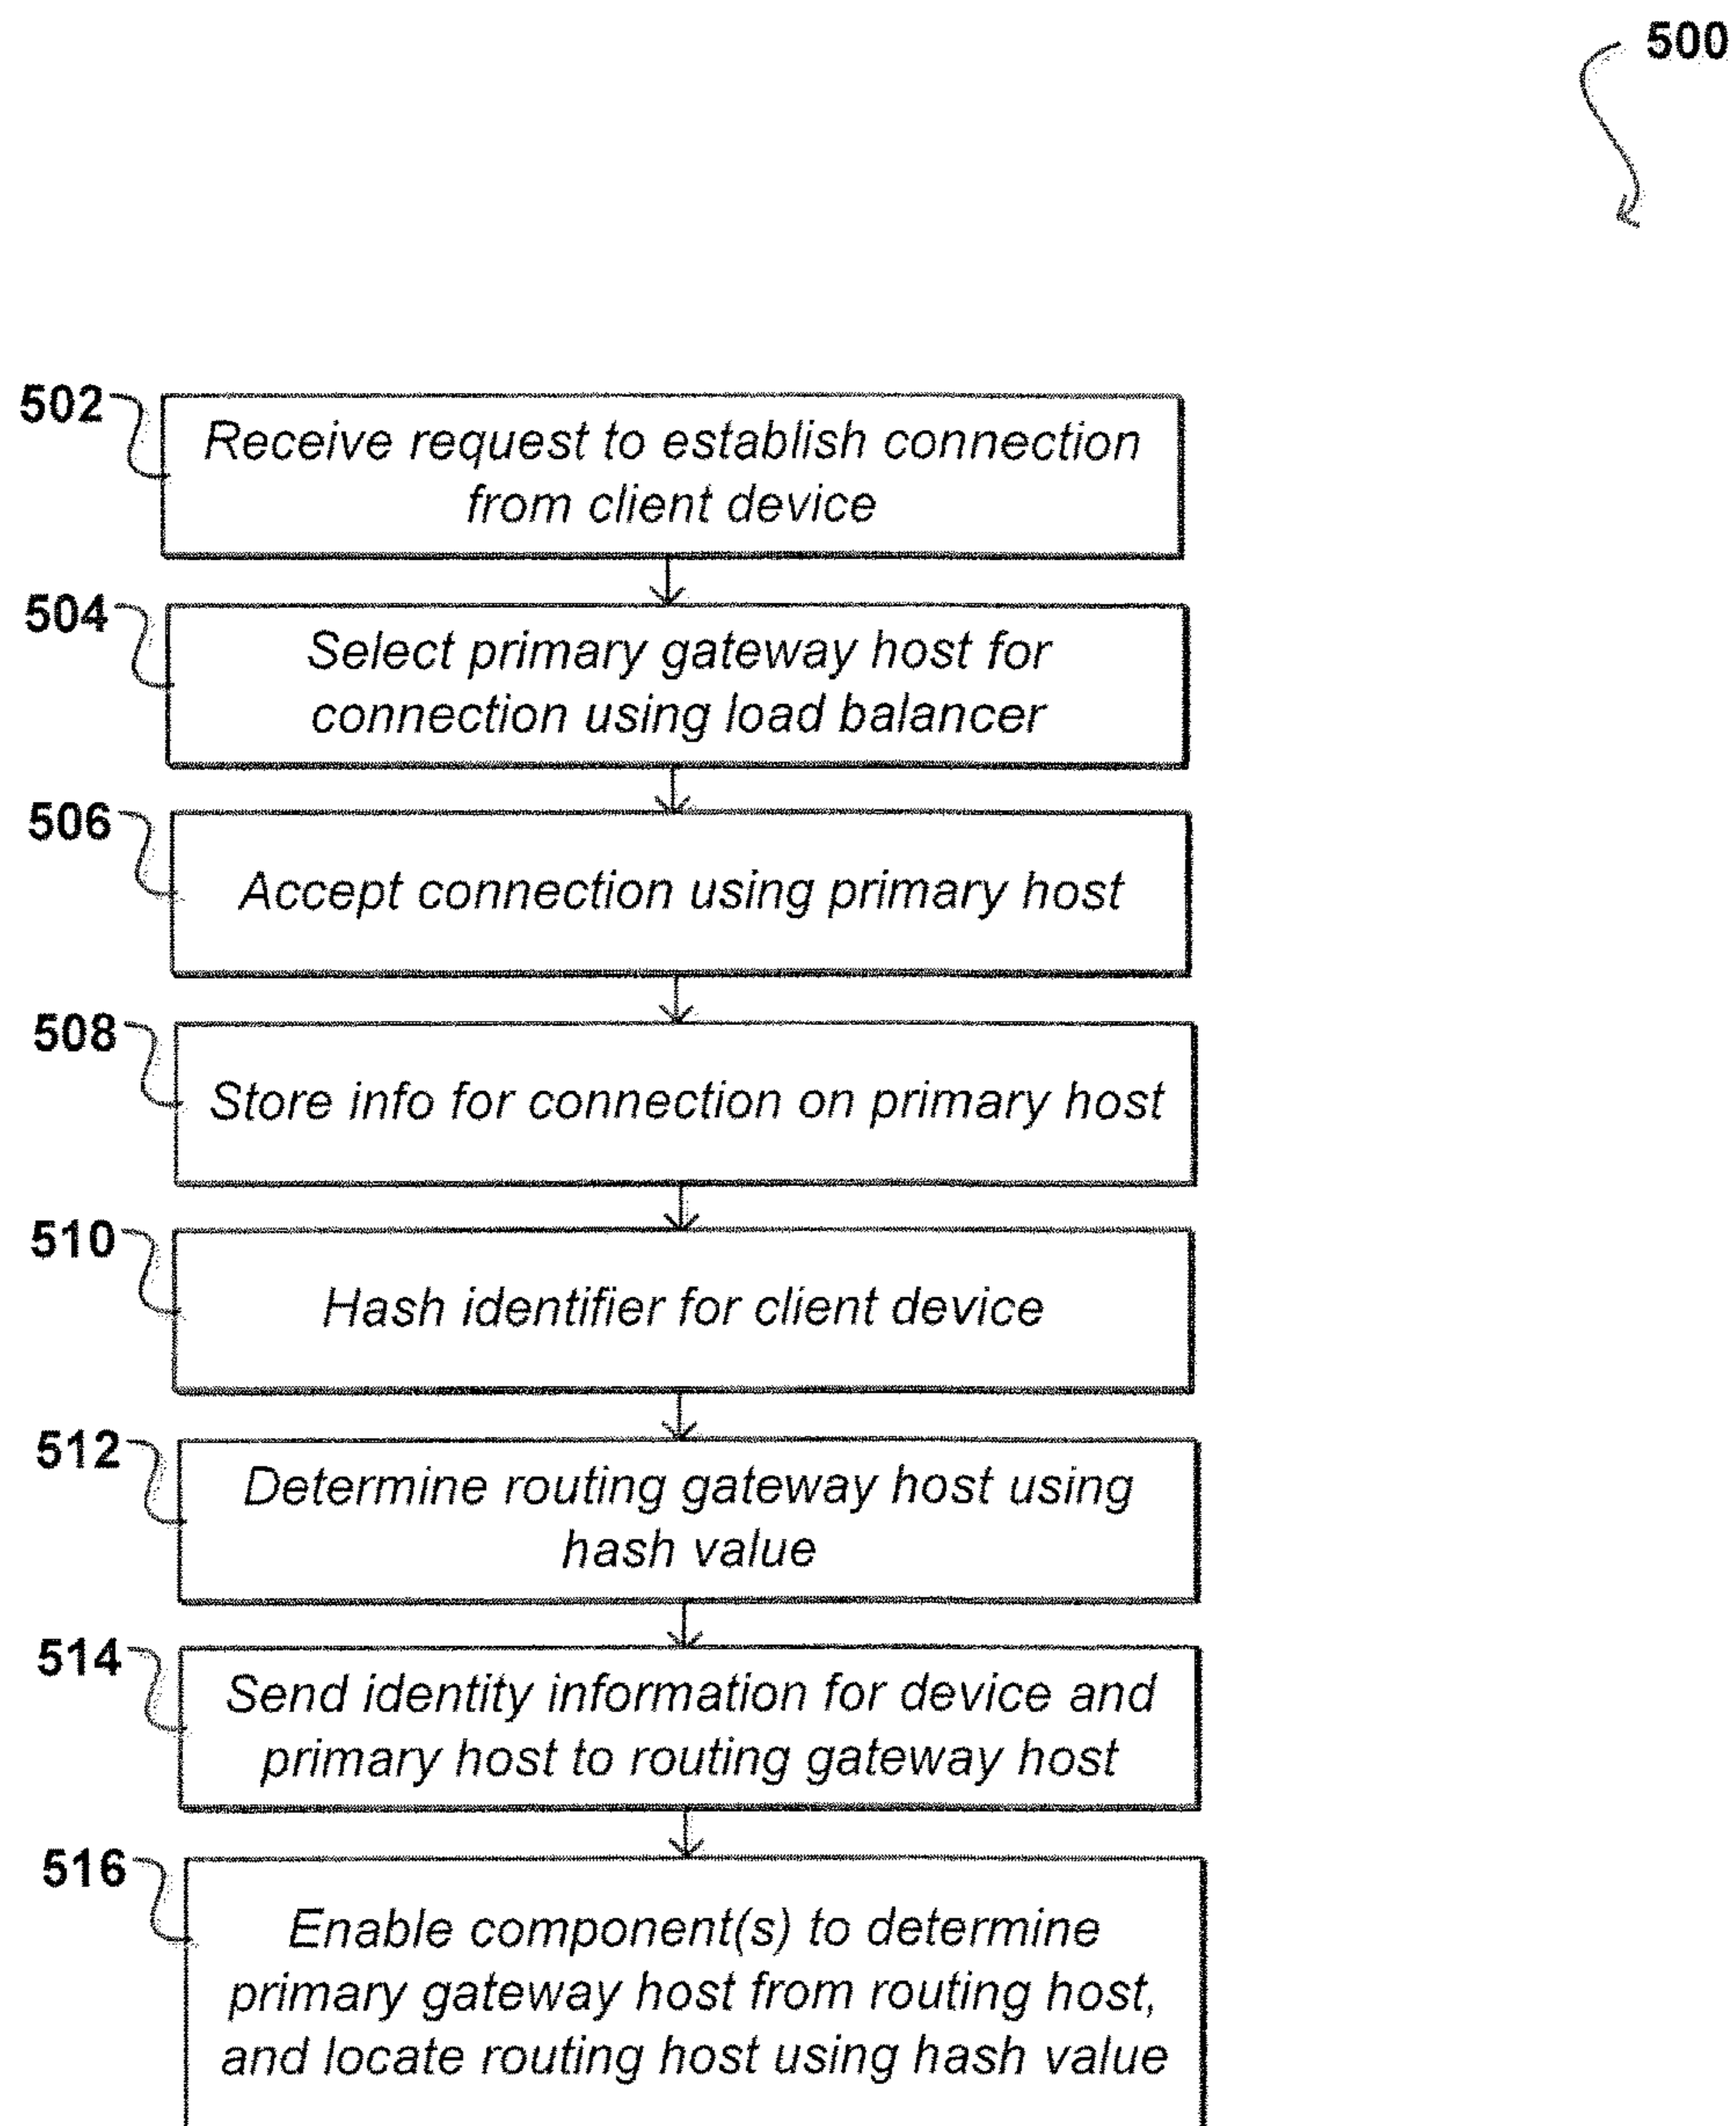 500
502
Receive request to establish connection
from client device
504
Select primary gateway host for
connection using load balancer
506
Accept connection using primary host
508
Store info for connection on primary host
510
Hash identifier for client device
512
Determine routing gateway host using
hash value
514
Send identity information for device and
primary host to routing gateway host
516
Enable component(s) to determine
primary gateway host from routing host,
and locate routing host using hash value